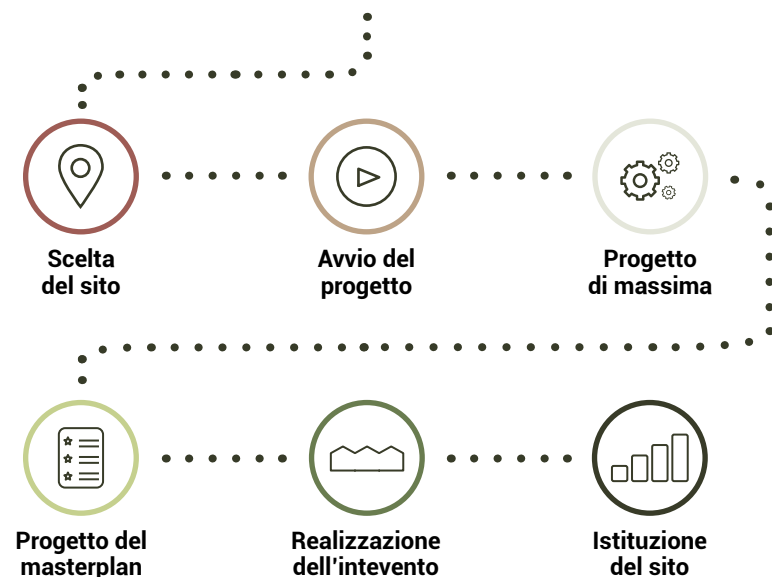 Scelta
del sito
Avvio del
progetto
Progetto
di massima
Progetto del
masterplan
Realizzazione
dell'intevento
Istituzione
del sito